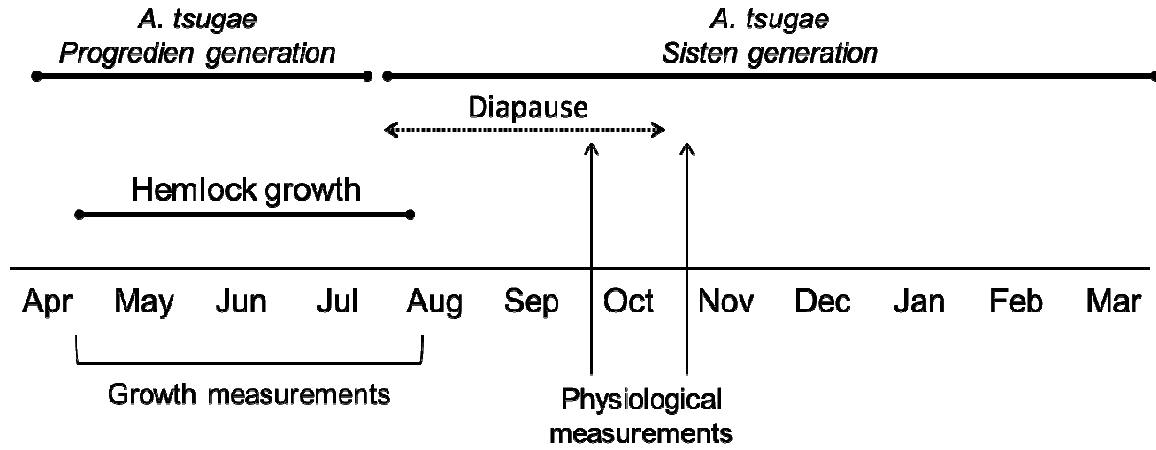 A. tsugae
Progredien generation
A. tsugae
Sisten generation
Diapause
Hemlock growth
Apr May Jun Jul Aug Sep Oct Nov Dec Jan Feb Mar
Growth measurements
Physiological
measurements